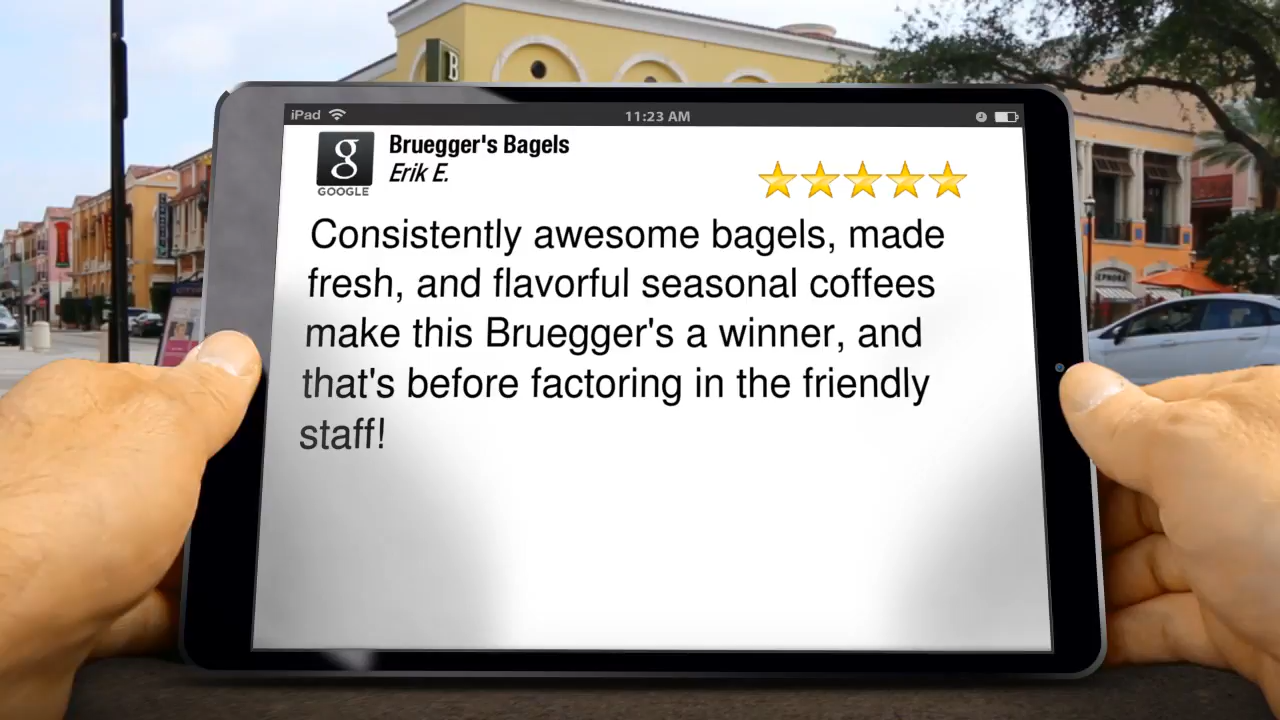 B
iPad
11:23 AM
g
GOOGLE
Bruegger's Bagels
Erik E.
Consistently awesome bagels, made
fresh, and flavorful seasonal coffees
make this Bruegger's a winner, and
that's before factoring in the friendly
staff!
SEPHORA